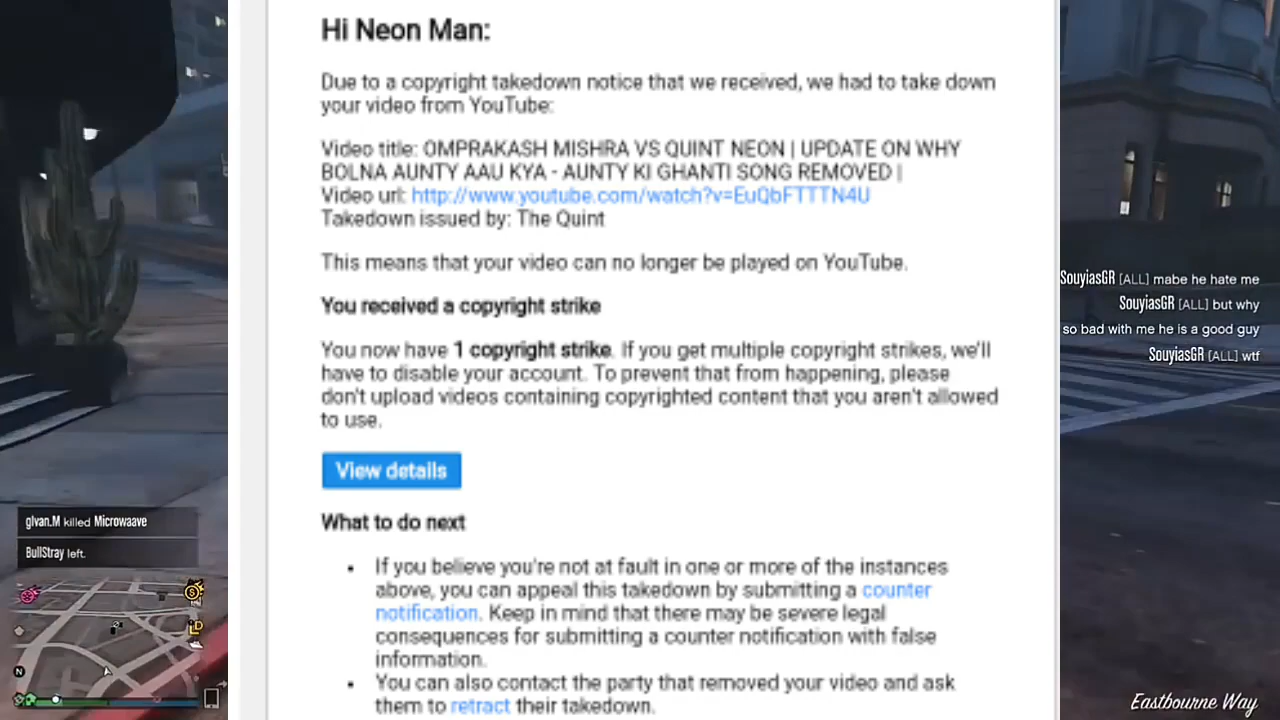 Hi Neon Man:
Due to a copyright takedown notice that we received, we had to take down
your video from YouTube:
Video title: OMPRAKASH MISHRA VS QUINT NEON | UPDATE ON WHY
BOLNA AUNTY AAU KYA - AUNTY KI GHANTI SONG REMOVED |
Video url: http://www.youtube.com/watch?v=EuQbFTTTN4U
Takedown issued by: The Quint
This means that your video can no longer be played on YouTube.
You received a copyright strike
You now have 1 copyright strike. If you get multiple copyright strikes, we'll
have to disable your account. To prevent that from happening, please
don't upload videos containing copyrighted content that you aren't allowed
to use.
View details
What to do next
• If you believe you're not at fault in one or more of the instances
above, you can appeal this takedown by submitting a counter
notification. Keep in mind that there may be severe legal
consequences for submitting a counter notification with false
information.
• You can also contact the party that removed your video and ask
them to retract their takedown.
SouyiasGR [ALL] mabe he hate me
SouyiasGR [ALL] but why
so bad with me he is a good guy
SouyiasGR [ALL] wtf
glvan.M killed Microwaave
BullStray left.
N
Eastbourne Way